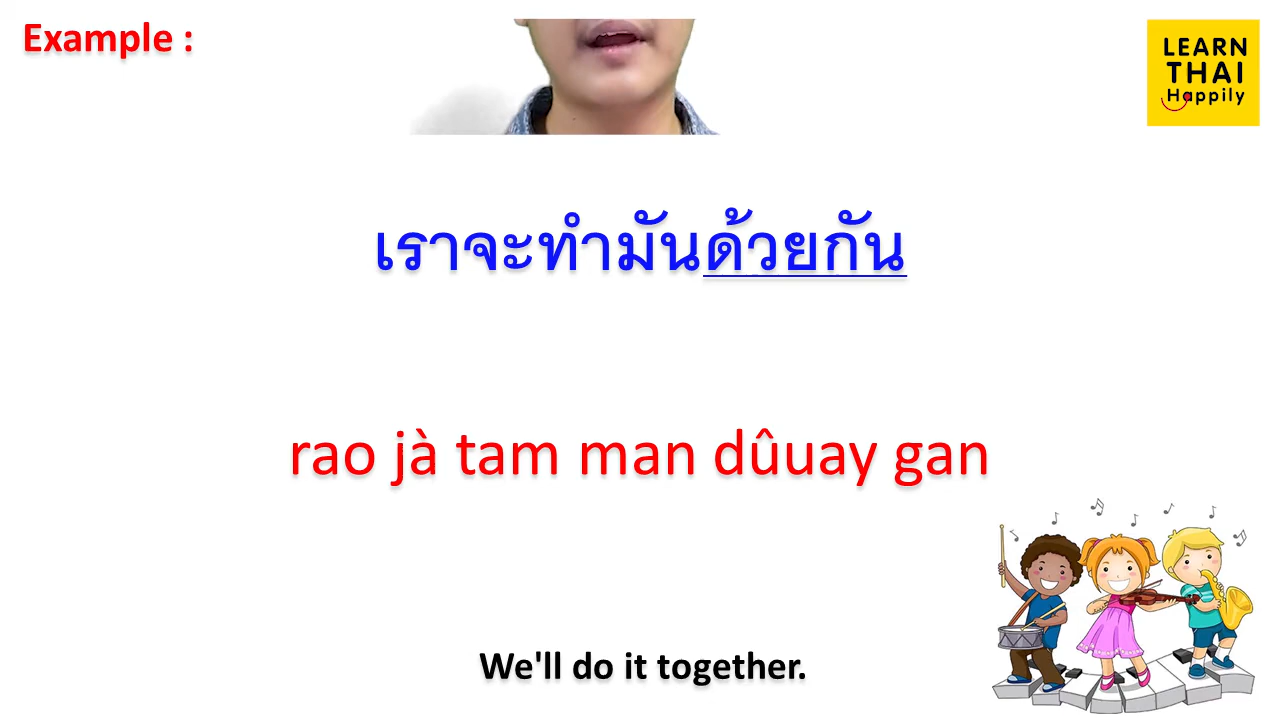 Example :
LEARN
THAI
Happily
เราจะทำมันด้วยกัน
rao jà tam man dûuay gan
We'll do it together.